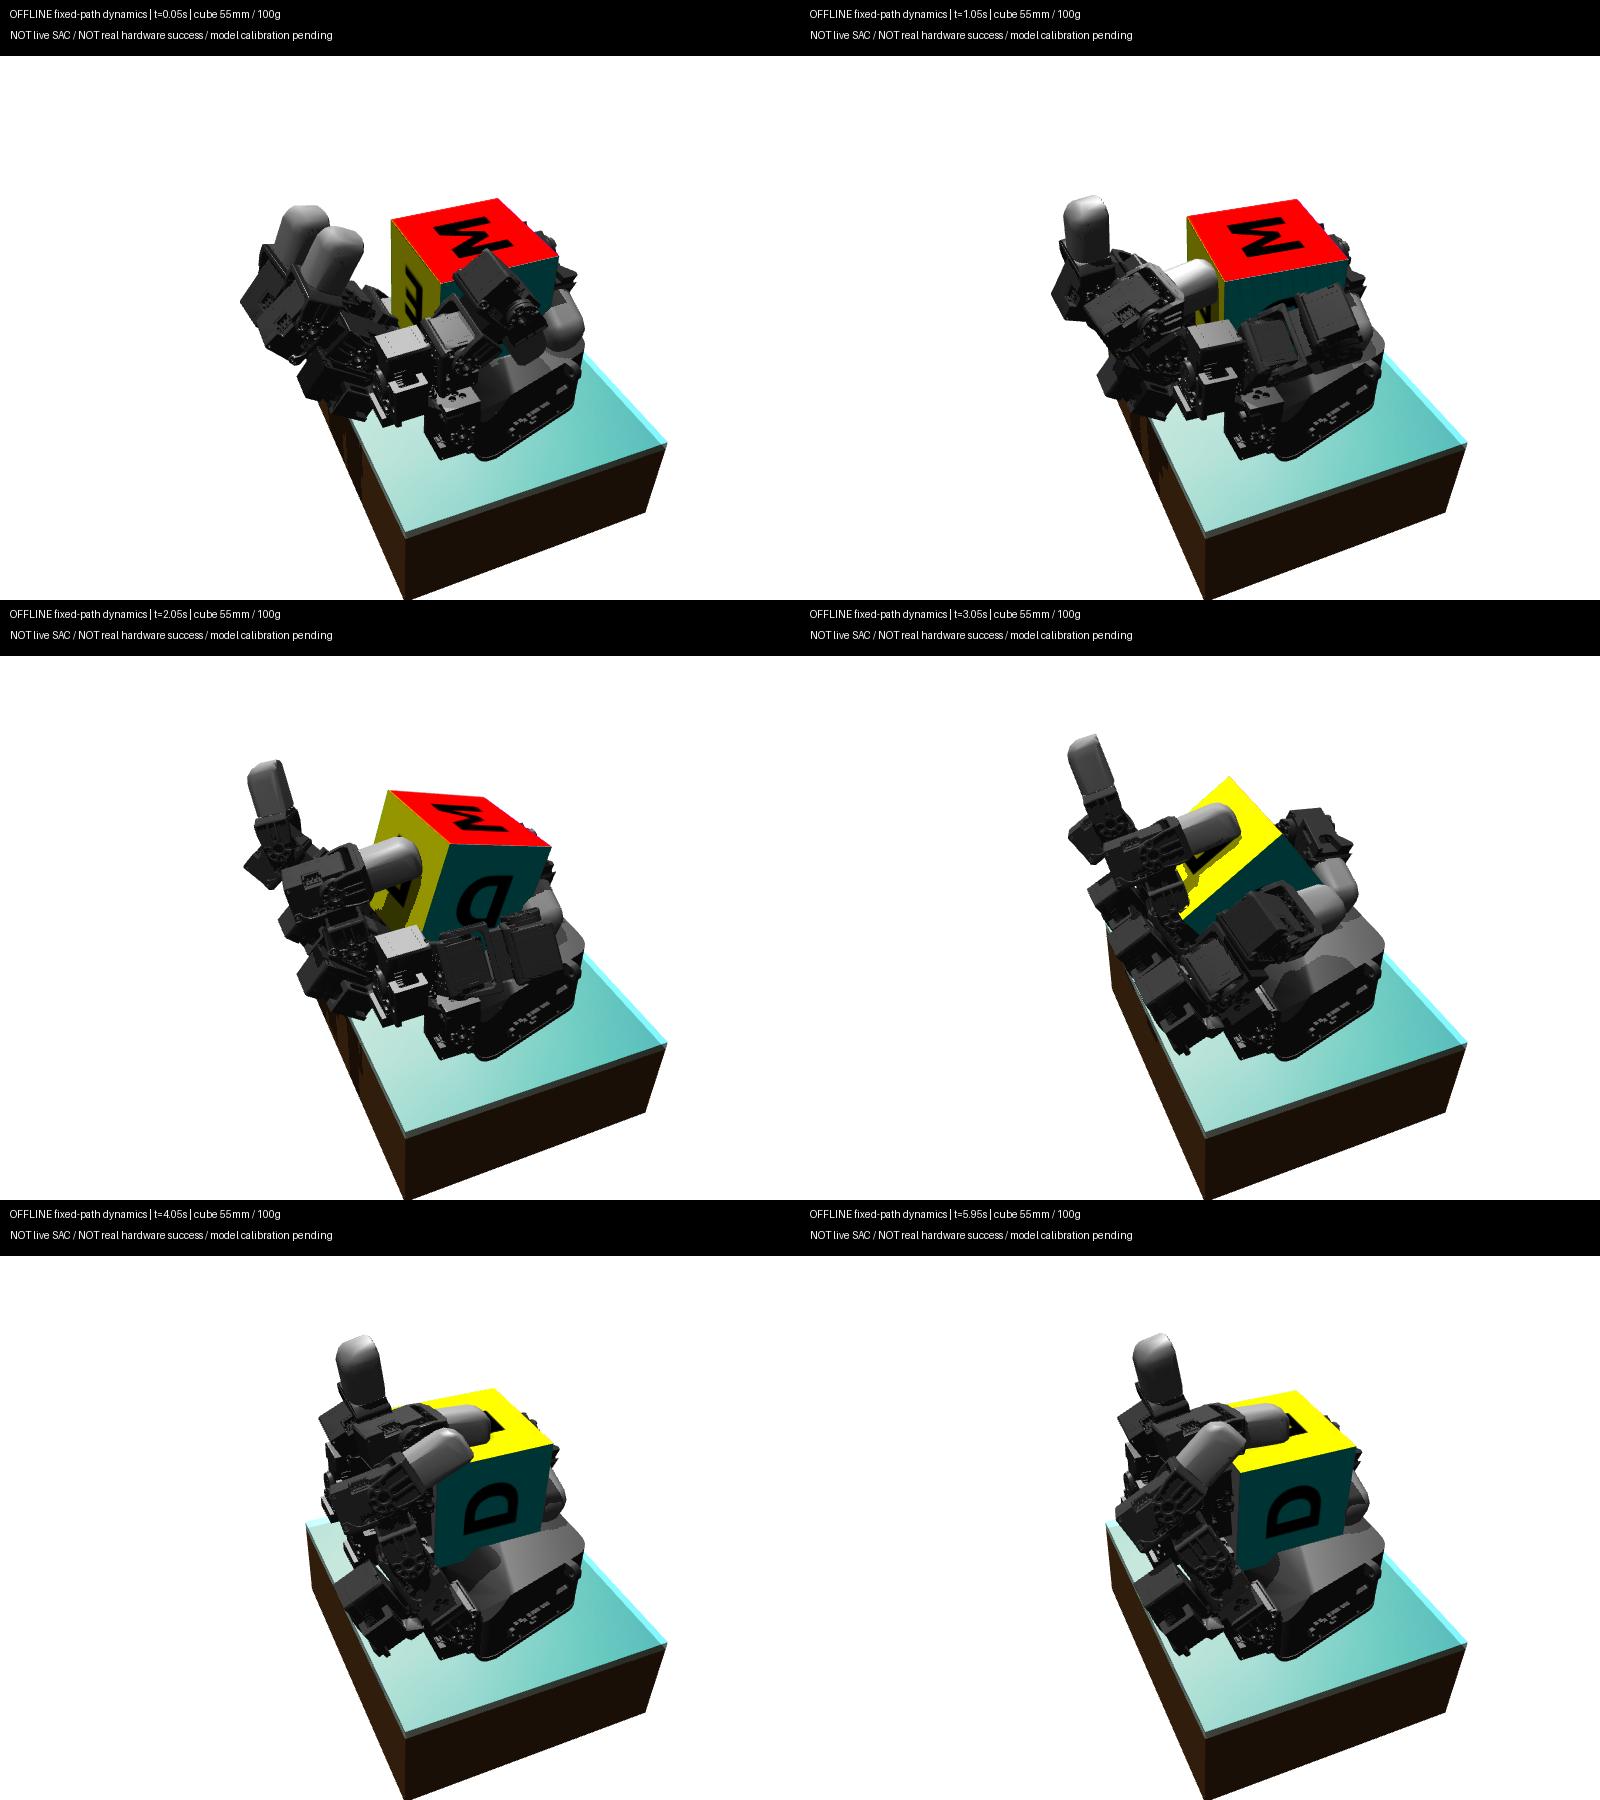 OFFLINE fixed-path dynamics | t=0.05s | cube 55mm / 100g
NOT live SAC / NOT real hardware success / model calibration pending
OFFLINE fixed-path dynamics | t=1.05s | cube 55mm / 100g
NOT live SAC / NOT real hardware success / model calibration pending
M
E
M
OFFLINE fixed-path dynamics | t=2.05s | cube 55mm / 100g
NOT live SAC / NOT real hardware success / model calibration pending
OFFLINE fixed-path dynamics | t=3.05s | cube 55mm / 100g
NOT live SAC / NOT real hardware success / model calibration pending
M
D
OFFLINE fixed-path dynamics | t=4.05s | cube 55mm / 100g
NOT live SAC / NOT real hardware success / model calibration pending
OFFLINE fixed-path dynamics | t=5.95s | cube 55mm / 100g
NOT live SAC / NOT real hardware success / model calibration pending
D
D